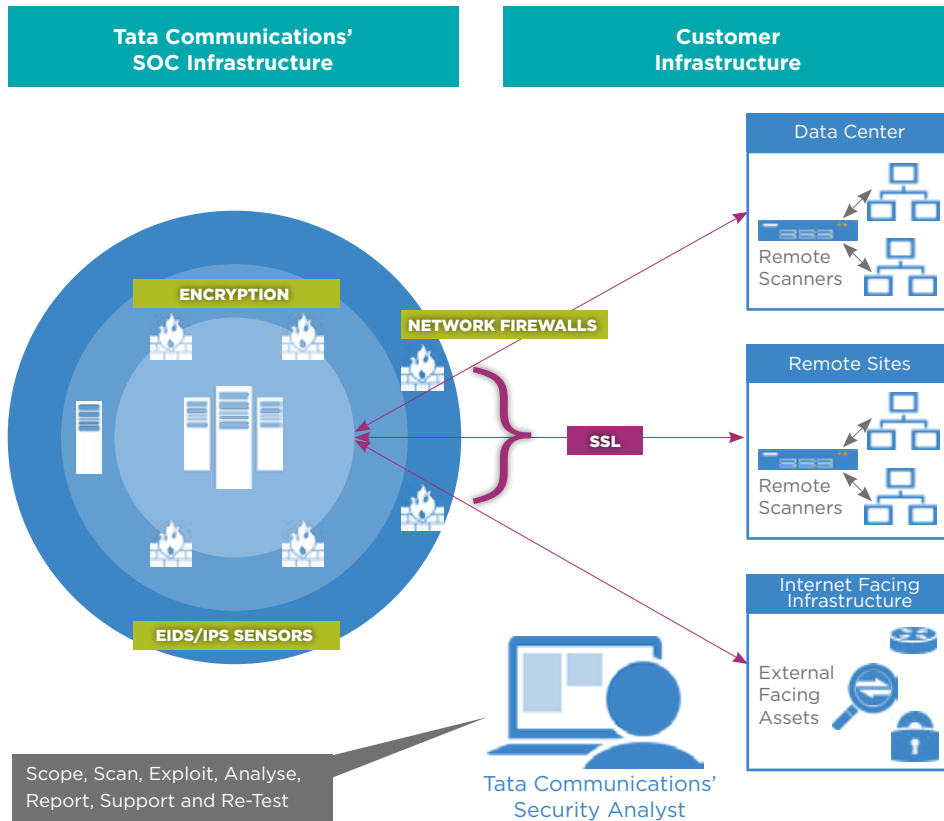 Tata Communications’
SOC Infrastructure
Customer
Infrastructure
Data Center
Remote
Scanners
ENCRYPTION
NETWORK FIREWALLS
Remote Sites
SSL
Remote
Scanners
Internet Facing
Infrastructure
EIDS/IPS SENSORS
External
Facing
Assets
Scope, Scan, Exploit, Analyse,
Report, Support and Re-Test
Tata Communications’
Security Analyst